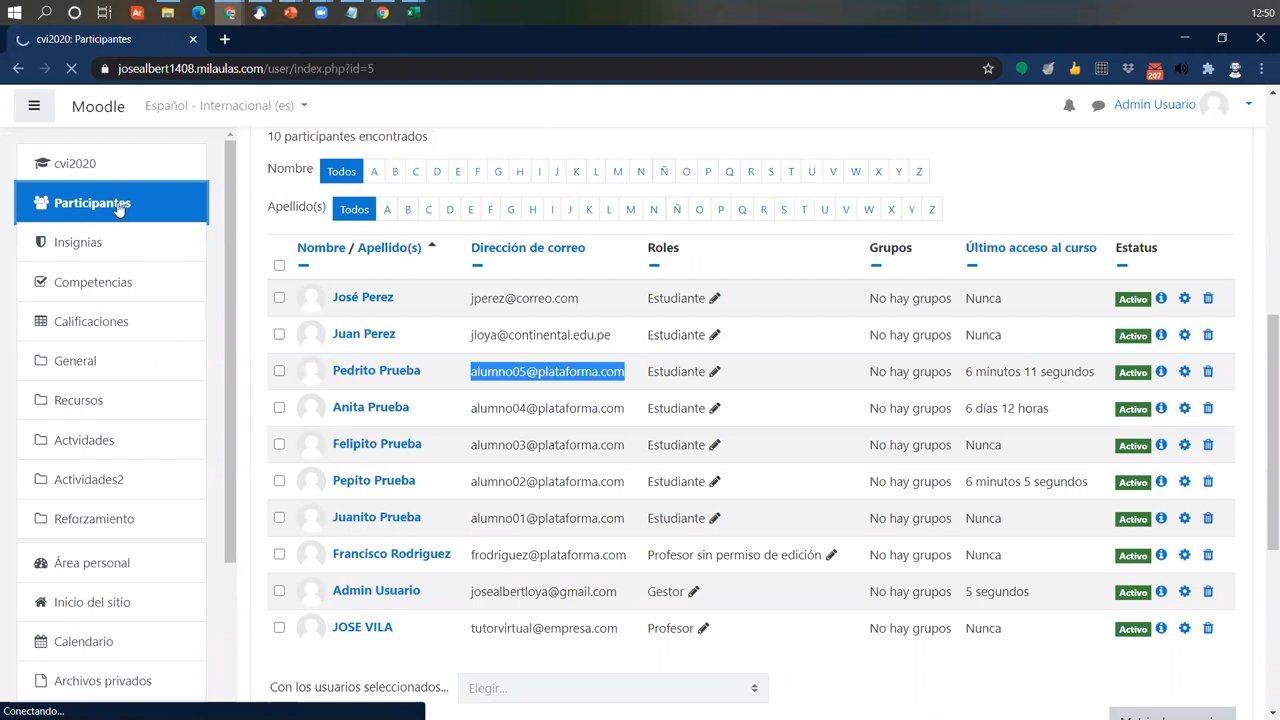 12:50
cvi2020: Participantes
josealbert1408.milaulas.com/user/index.php?id=5
207
Moodle Español - Internacional (es) Admin Usuario
cvi2020
Participantes
Insignias
Competencias
Calificaciones
General
Recursos
Actvidades
Actividades2
Reforzamiento
Área personal
Inicio del sitio
Calendario
Archivos privados
10 participantes encontrados
Nombre Todos A B C D E F G H I J K L M N Ñ O P Q R S T U V W X Y Z
Apellido(s) Todos A B C D E F G H I J K L M N Ñ O P Q R S T U V W X Y Z
Nombre / Apellido(s) Dirección de correo Roles Grupos Último acceso al curso Estatus
José Perez jperez@correo.com Estudiante No hay grupos Nunca Activo
Juan Perez jloya@continental.edu.pe Estudiante No hay grupos Nunca Activo
Pedrito Prueba alumno05@plataforma.com Estudiante No hay grupos 6 minutos 11 segundos Activo
Anita Prueba alumno04@plataforma.com Estudiante No hay grupos 6 días 12 horas Activo
Felipito Prueba alumno03@plataforma.com Estudiante No hay grupos Nunca Activo
Pepito Prueba alumno02@plataforma.com Estudiante No hay grupos 6 minutos 5 segundos Activo
Juanito Prueba alumno01@plataforma.com Estudiante No hay grupos Nunca Activo
Francisco Rodriguez frodriguez@plataforma.com Profesor sin permiso de edición No hay grupos Nunca Activo
Admin Usuario josealbertloya@gmail.com Gestor No hay grupos 5 segundos Activo
JOSE VILA tutorvirtual@empresa.com Profesor No hay grupos Nunca Activo
Con los usuarios seleccionados... Elegir...
Conectando...